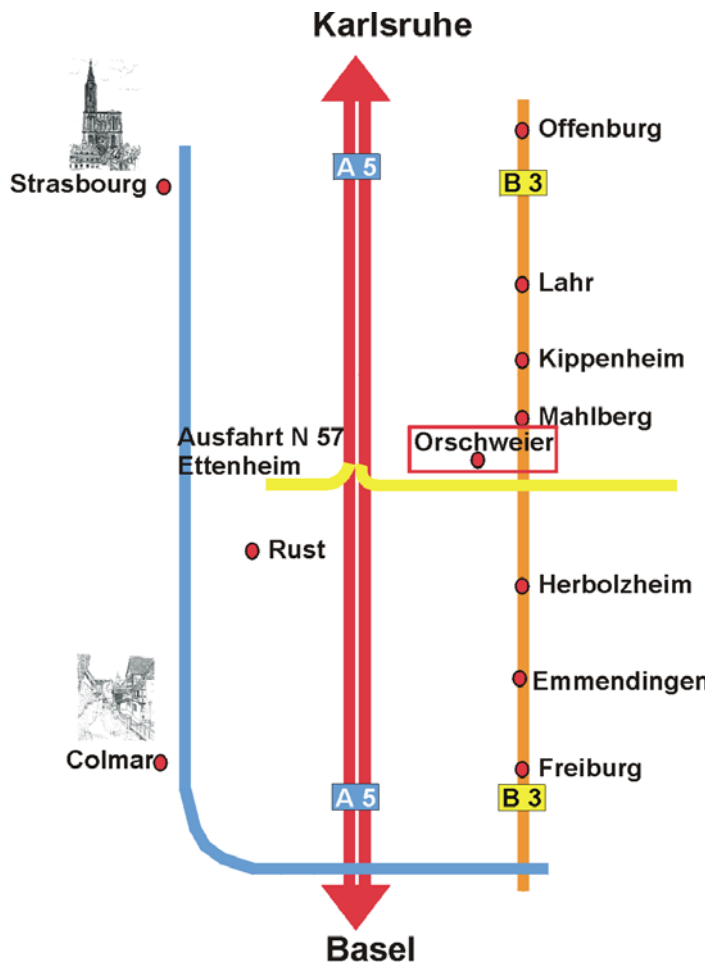 Karlsruhe
Offenburg
A 5
B 3
Strasbourg
Lahr
Kippenheim
Mahlberg
Ausfahrt N 57
Ettenheim
Orschweier
Rust
Herbolzheim
Emmendingen
Colmar
Freiburg
A 5
B 3
Basel